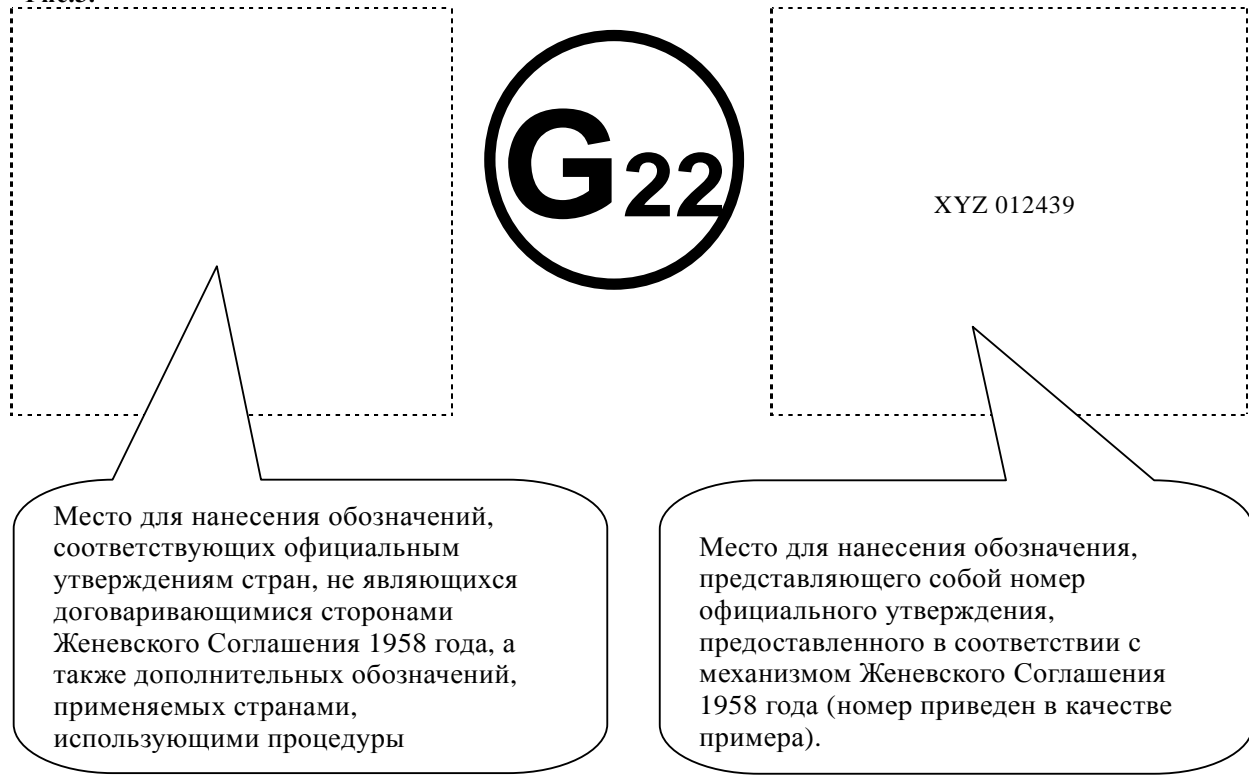 G22
XYZ 012439
Место для нанесения обозначений,
соответствующих официальным
утверждениям стран, не являющихся
договаривающимися сторонами
Женевского Соглашения 1958 года, а
также дополнительных обозначений,
применяемых странами,
использующими процедуры
Место для нанесения обозначения,
представляющего собой номер
официального утверждения,
предоставленного в соответствии с
механизмом Женевского Соглашения
1958 года (номер приведен в качестве
примера).